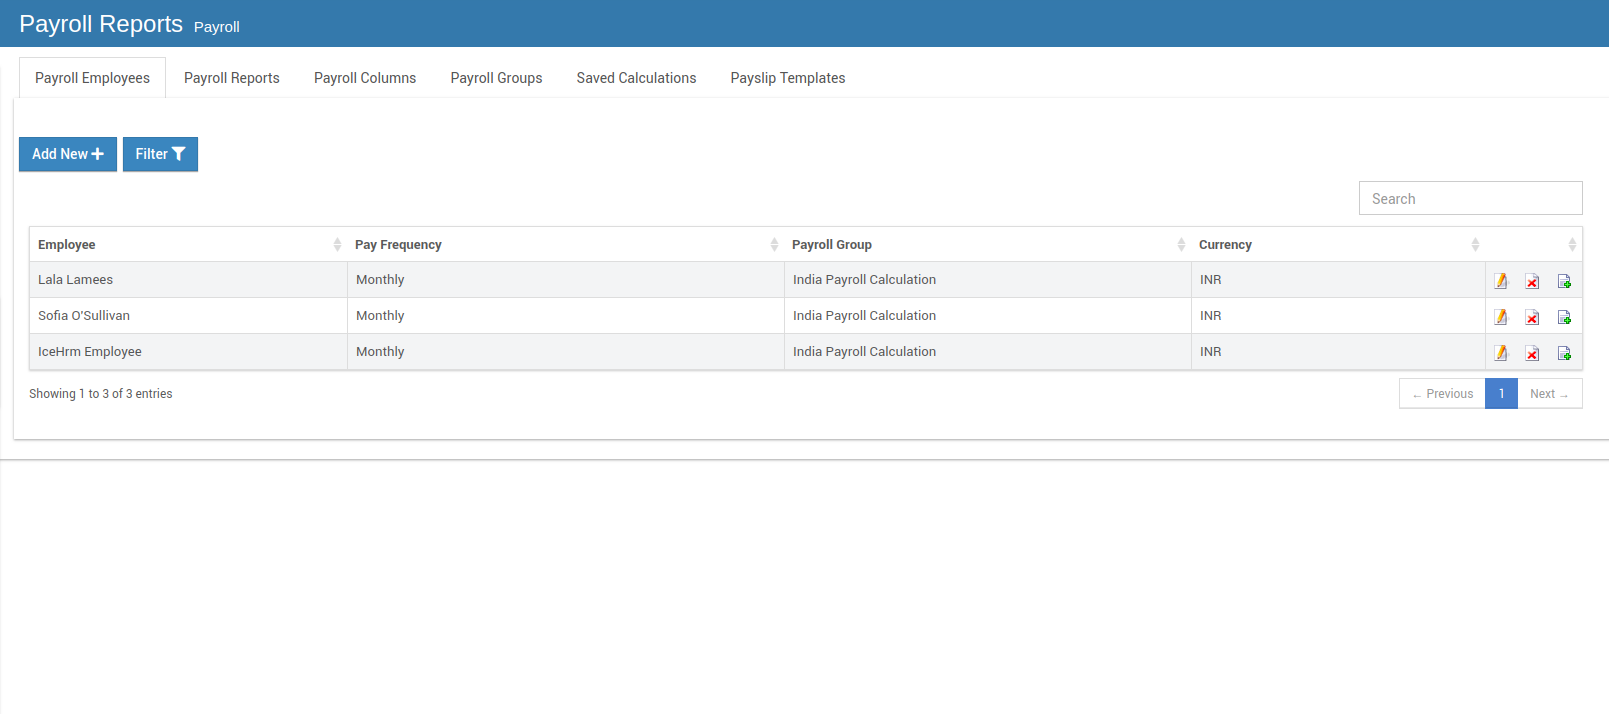 Payroll Reports Payroll
Payroll Employees Payroll Reports Payroll Columns Payroll Groups Saved Calculations Payslip Templates
Add New Filter
Search
Employee Pay Frequency Payroll Group Currency
Lala Lamees Monthly India Payroll Calculation INR
Sofia O'Sullivan Monthly India Payroll Calculation INR
IceHrm Employee Monthly India Payroll Calculation INR
Showing 1 to 3 of 3 entries ← Previous 1 Next →